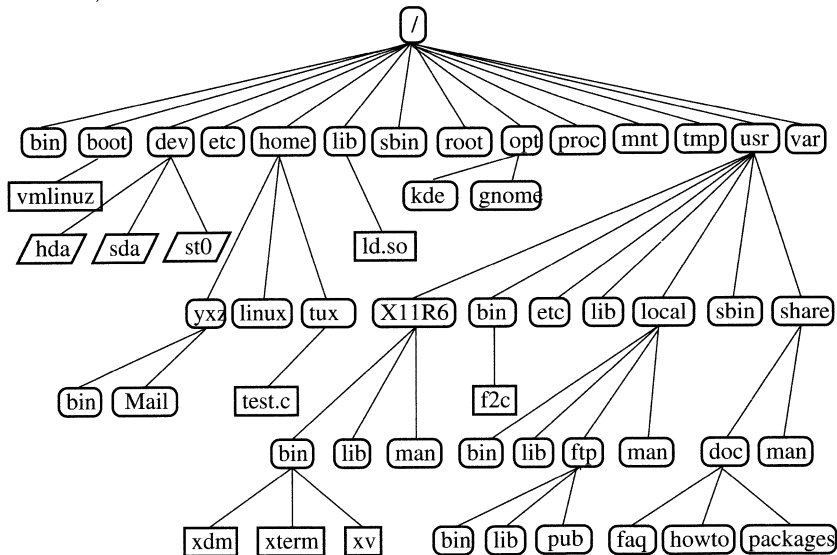 /
bin boot dev etc home lib sbin root opt proc mnt tmp usr var
vmlinuz kde gnome
hda sda st0 ld.so
yxz linux tux X11R6 bin etc lib local sbin share
bin Mail test.c f2c
bin lib man bin lib ftp man doc man
xdm xterm xv bin lib pub faq howto packages